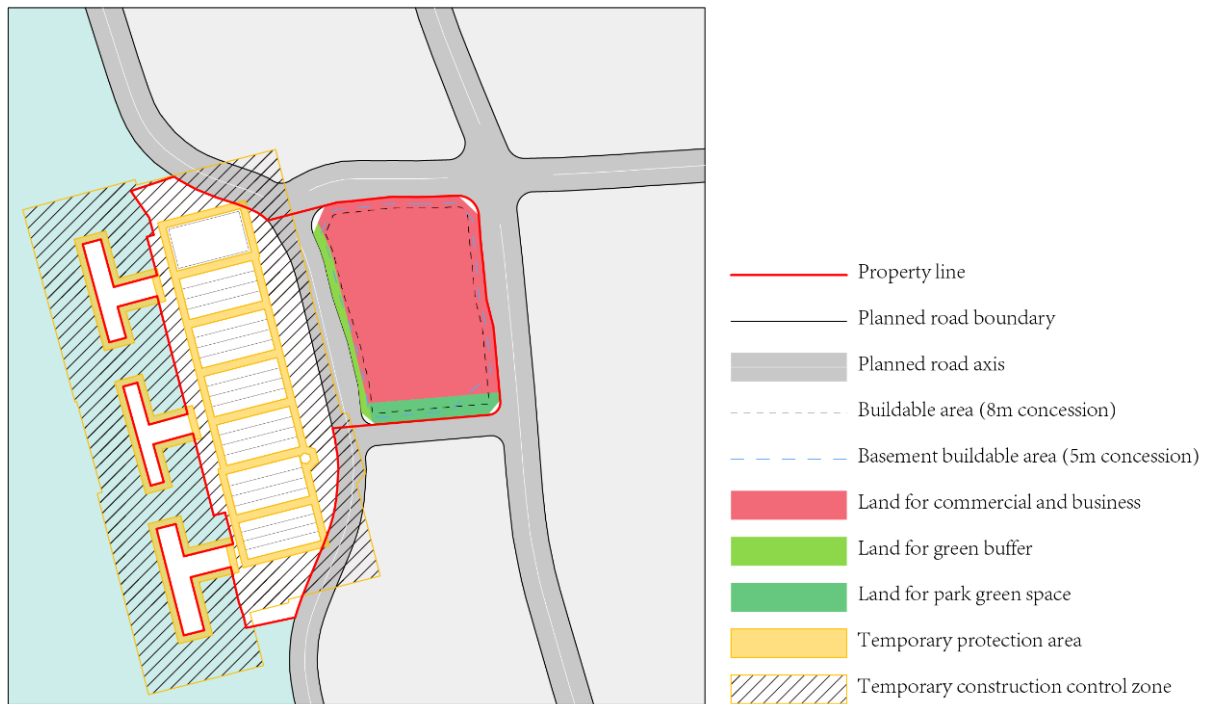 Property line
Planned road boundary
Planned road axis
Buildable area (8m concession)
Basement buildable area (5m concession)
Land for commercial and business
Land for green buffer
Land for park green space
Temporary protection area
Temporary construction control zone